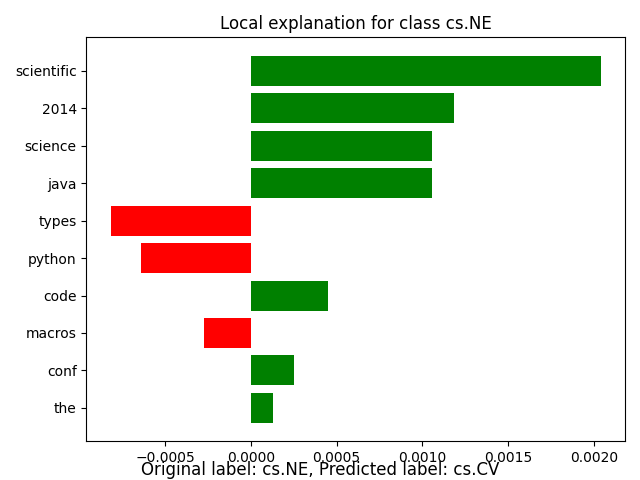 Local explanation for class cs.NE
scientific
2014
science
java
types
python
code
macros
conf
the
−0.0005 0.0000 0.0005 0.0010 0.0015 0.0020
Original label: cs.NE, Predicted label: cs.CV